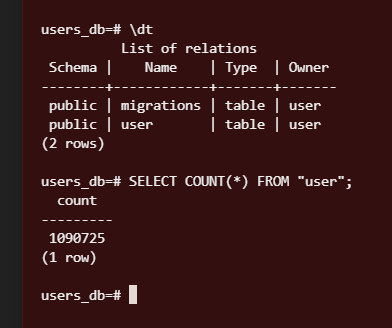 users_db=# \dt
          List of relations
 Schema |    Name    | Type  | Owner
--------+------------+-------+-------
 public | migrations | table | user
 public | user       | table | user
(2 rows)

users_db=# SELECT COUNT(*) FROM "user";
  count
---------
 1090725
(1 row)

users_db=#